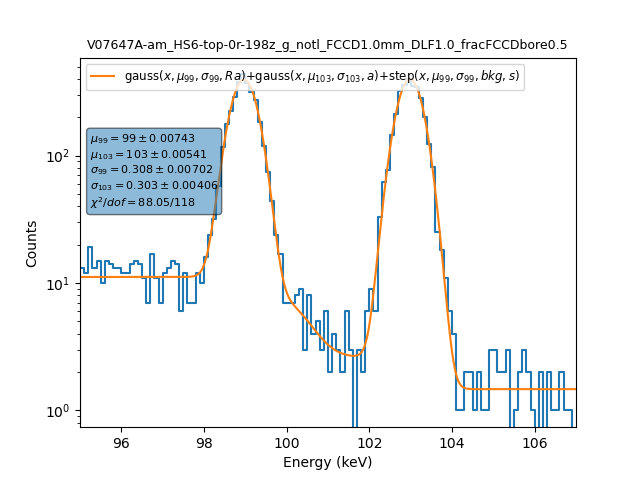 V07647A-am_HS6-top-0r-198z_g_notl_FCCD1.0mm_DLF1.0_fracFCCDbore0.5
gauss(x, μ₉₉, σ₉₉, Ra)+gauss(x, μ₁₀₃, σ₁₀₃, a)+step(x, μ₉₉, σ₉₉, bkg, s)
μ₉₉ = 99 ± 0.00743
μ₁₀₃ = 103 ± 0.00541
σ₉₉ = 0.308 ± 0.00702
σ₁₀₃ = 0.303 ± 0.00406
χ²/dof = 88.05/118
Counts
10²
10¹
10⁰
96 98 100 102 104 106
Energy (keV)